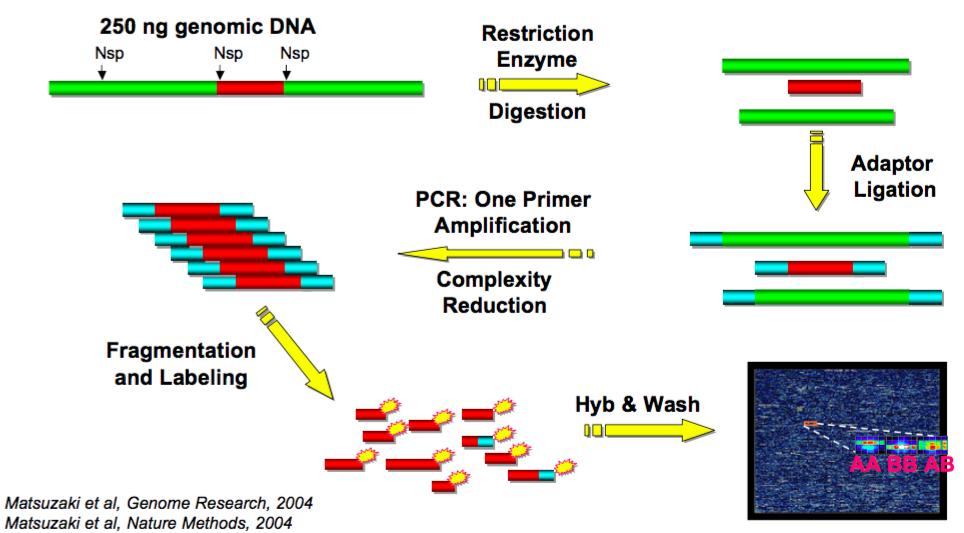 250 ng genomic DNA
Nsp Nsp Nsp
Restriction
Enzyme
Digestion
Adaptor
Ligation
PCR: One Primer
Amplification
Complexity
Reduction
Fragmentation
and Labeling
Hyb & Wash
AA BB AB
Matsuzaki et al, Genome Research, 2004
Matsuzaki et al, Nature Methods, 2004